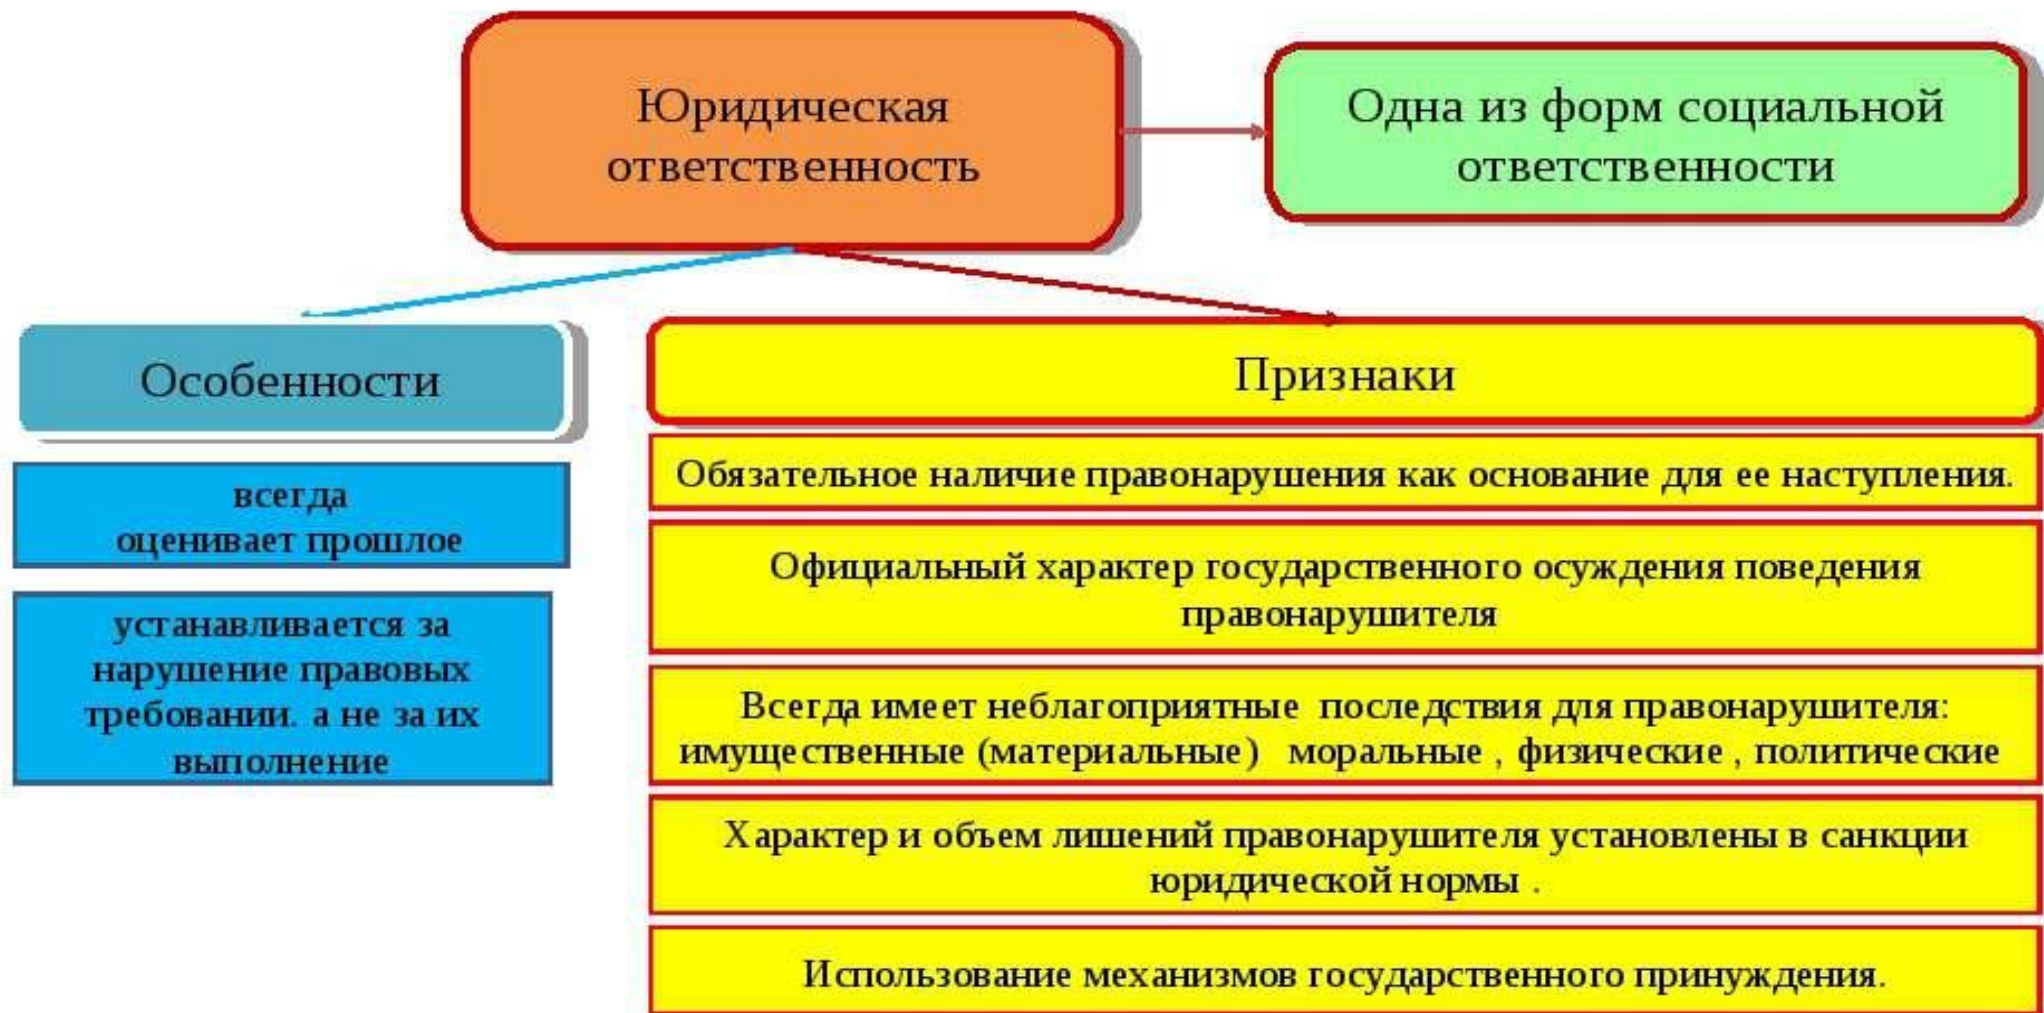 Юридическая
ответственность
Одна из форм социальной
ответственности
Особенности
всегда
оценивает прошлое
устанавливается за
нарушение правовых
требовании. а не за их
выполнение
Признаки
Обязательное наличие правонарушения как основание для ее наступления.
Официальный характер государственного осуждения поведения
правонарушителя
Всегда имеет неблагоприятные последствия для правонарушителя:
имущественные (материальные) моральные , физические , политические
Характер и объем лишений правонарушителя установлены в санкции
юридической нормы .
Использование механизмов государственного принуждения.